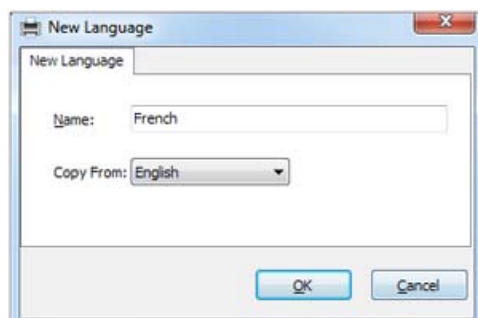 New Language
New Language
Name: French
Copy From: English
OK Cancel